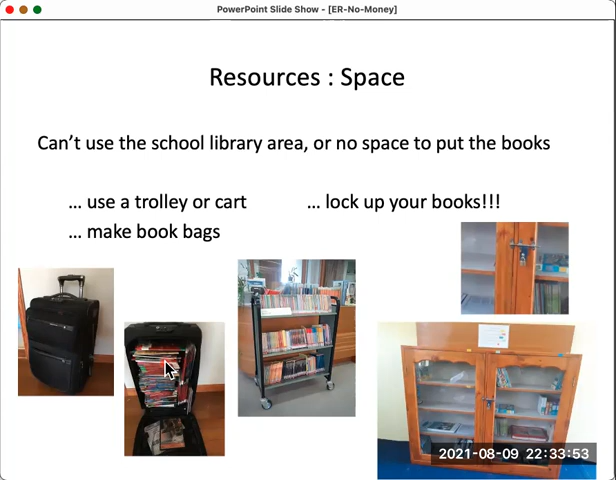 PowerPoint Slide Show - [ER-No-Money]
Resources : Space
Can't use the school library area, or no space to put the books
... use a trolley or cart
... lock up your books!!!
... make book bags
2021-08-09 22:33:53